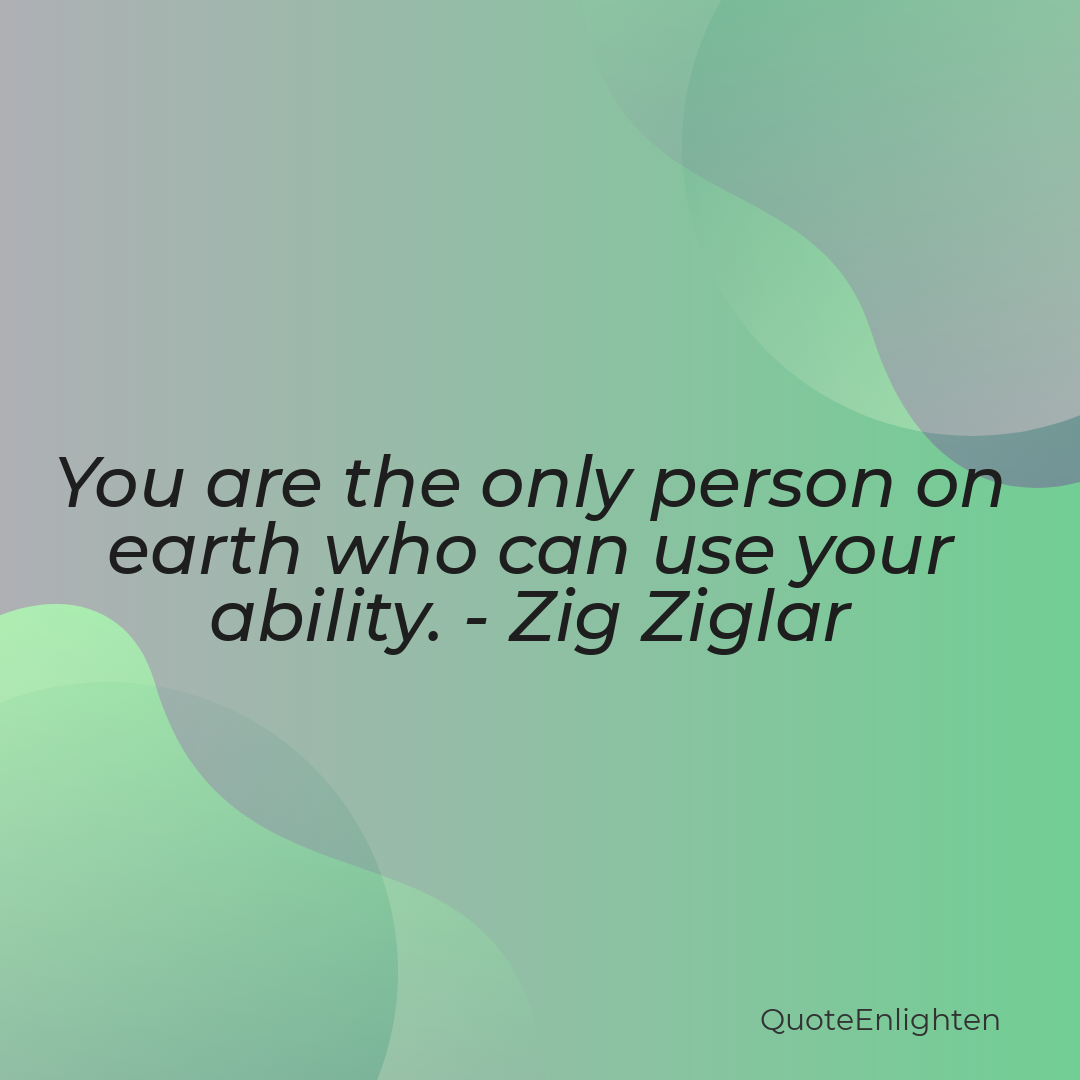 You are the only person on
earth who can use your
ability. - Zig Ziglar
QuoteEnlighten